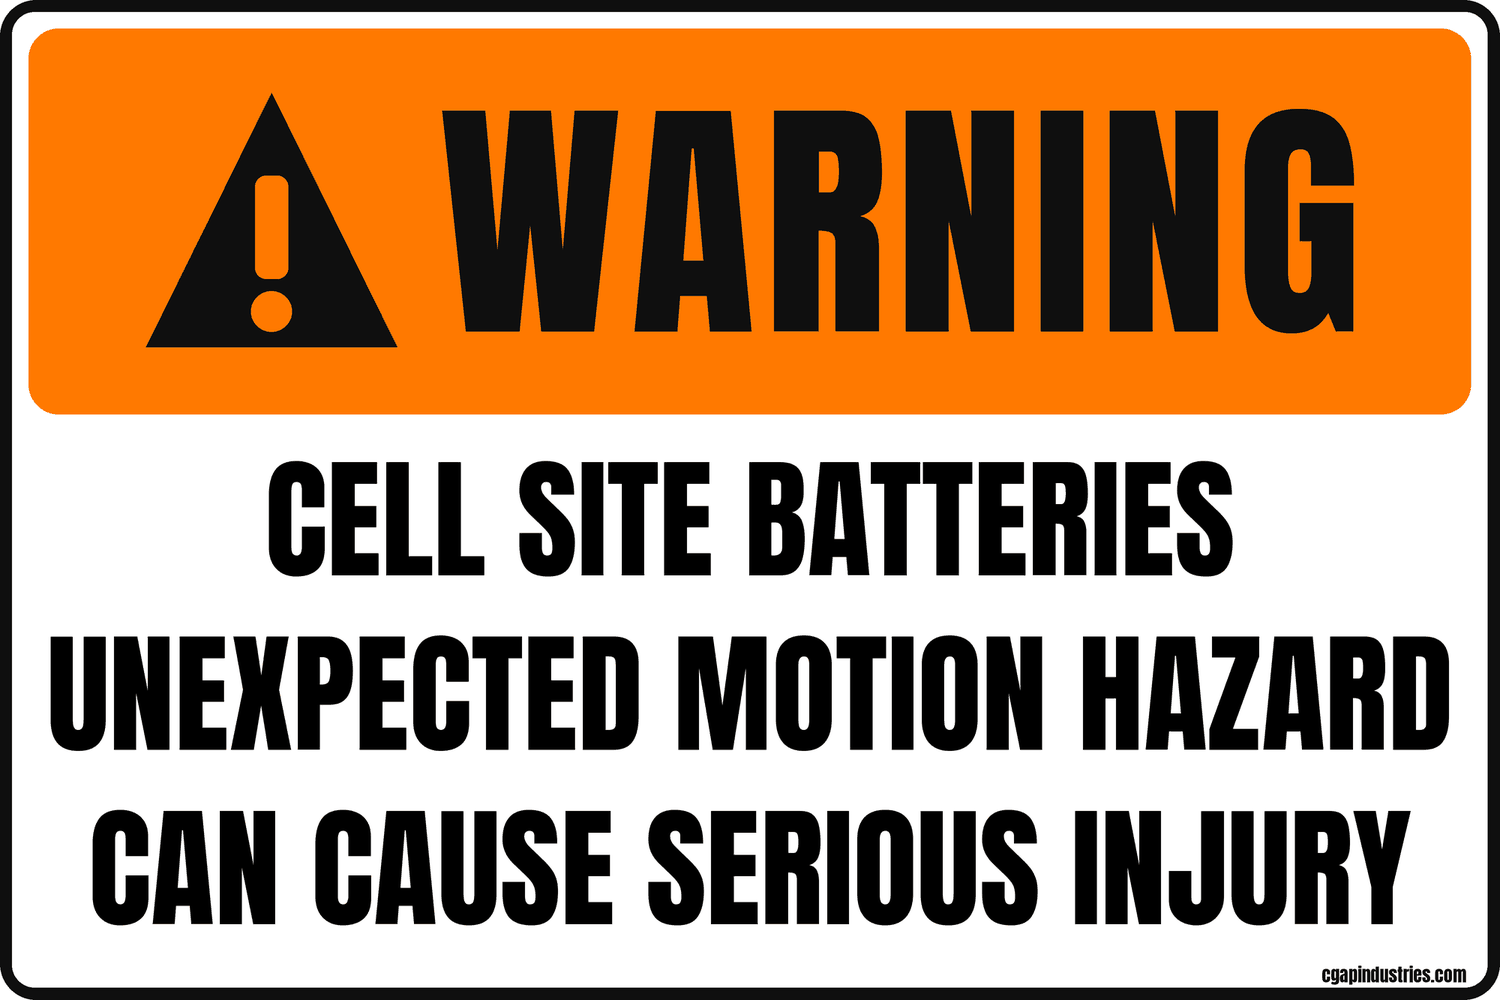 WARNING
CELL SITE BATTERIES
UNEXPECTED MOTION HAZARD
CAN CAUSE SERIOUS INJURY
cgapindustries.com